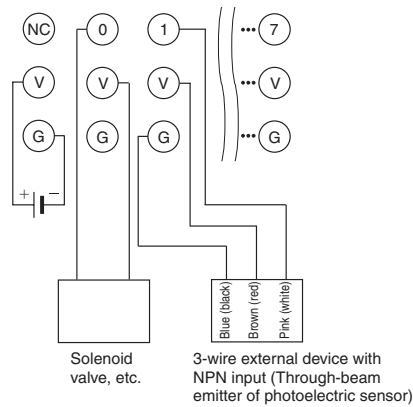 NC 0 1 ••• 7
V V V ••• V
G G G ••• G
+ −
Blue (black)
Brown (red)
Pink (white)
Solenoid
valve, etc.
3-wire external device with
NPN input (Through-beam
emitter of photoelectric sensor)